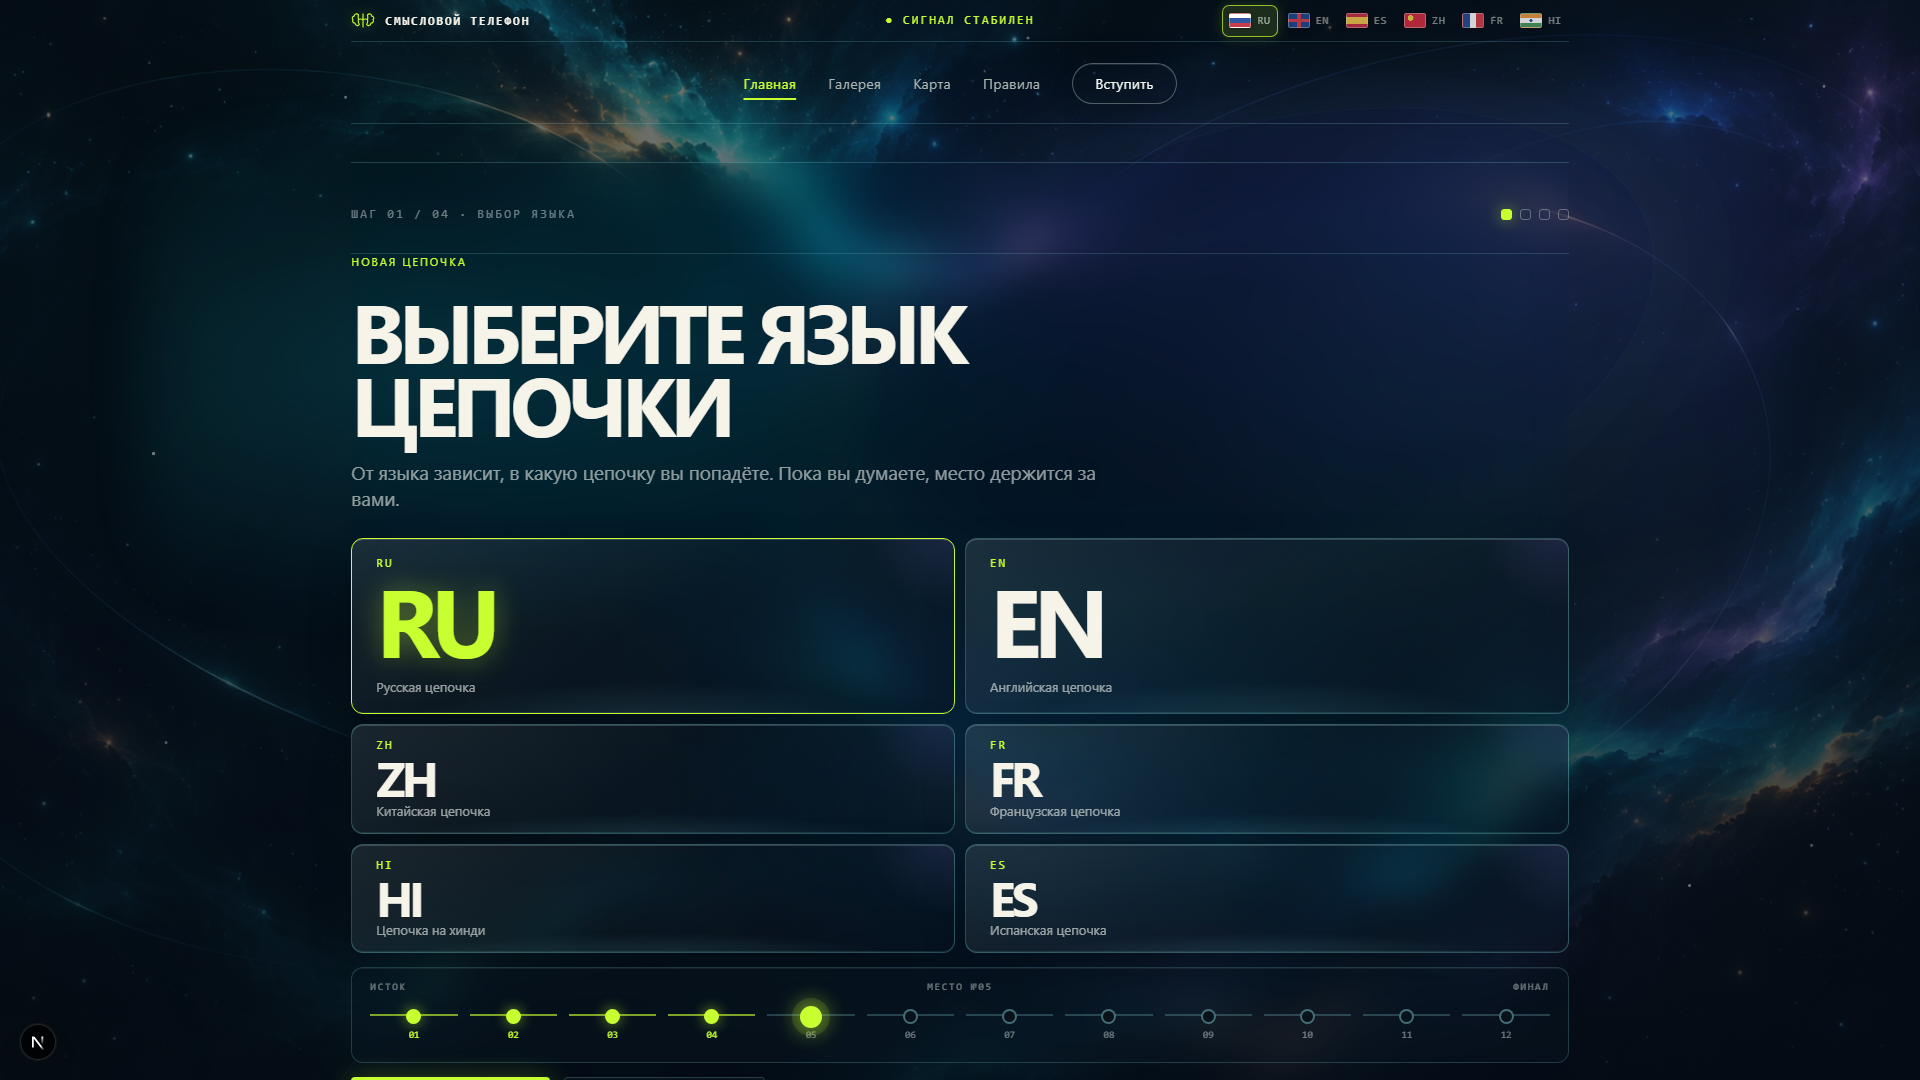 СМЫСЛОВОЙ ТЕЛЕФОН
СИГНАЛ СТАБИЛЕН
RU EN ES ZH FR HI
Главная Галерея Карта Правила Вступить
ШАГ 01 / 04 · ВЫБОР ЯЗЫКА
НОВАЯ ЦЕПОЧКА
ВЫБЕРИТЕ ЯЗЫК
ЦЕПОЧКИ
От языка зависит, в какую цепочку вы попадёте. Пока вы думаете, место держится за
вами.
RU
RU
Русская цепочка
EN
EN
Английская цепочка
ZH
ZH
Китайская цепочка
FR
FR
Французская цепочка
HI
HI
Цепочка на хинди
ES
ES
Испанская цепочка
ИСТОК МЕСТО №05 ФИНАЛ
01 02 03 04 05 06 07 08 09 10 11 12
N